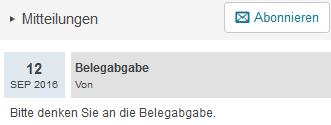 Mitteilungen
Abonnieren
12
SEP 2016
Belegabgabe
Von
Bitte denken Sie an die Belegabgabe.